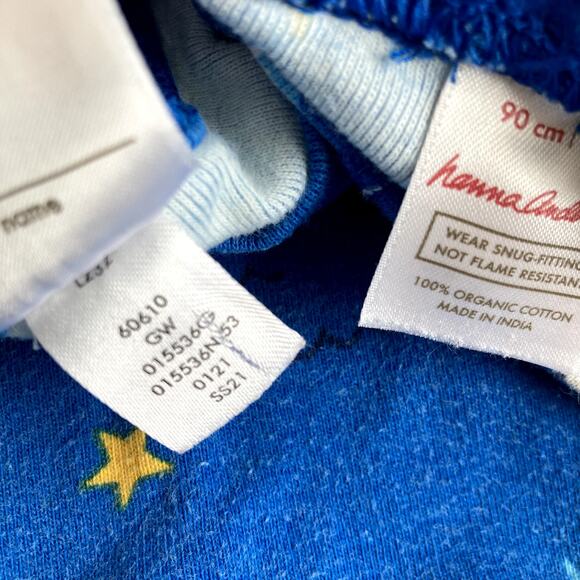 name
60610
GW
015536G
015536N 53
0121
SS21
90 cm
hanna
WEAR SNUG-FITTING
NOT FLAME RESISTANT
100% ORGANIC COTTON
MADE IN INDIA